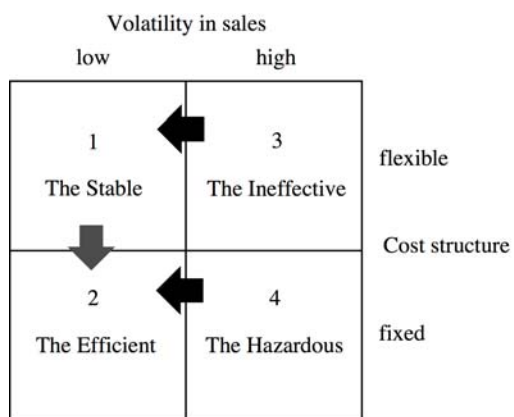 Volatility in sales
low high
1 3 flexible
The Stable The Ineffective
Cost structure
2 4
The Efficient The Hazardous fixed